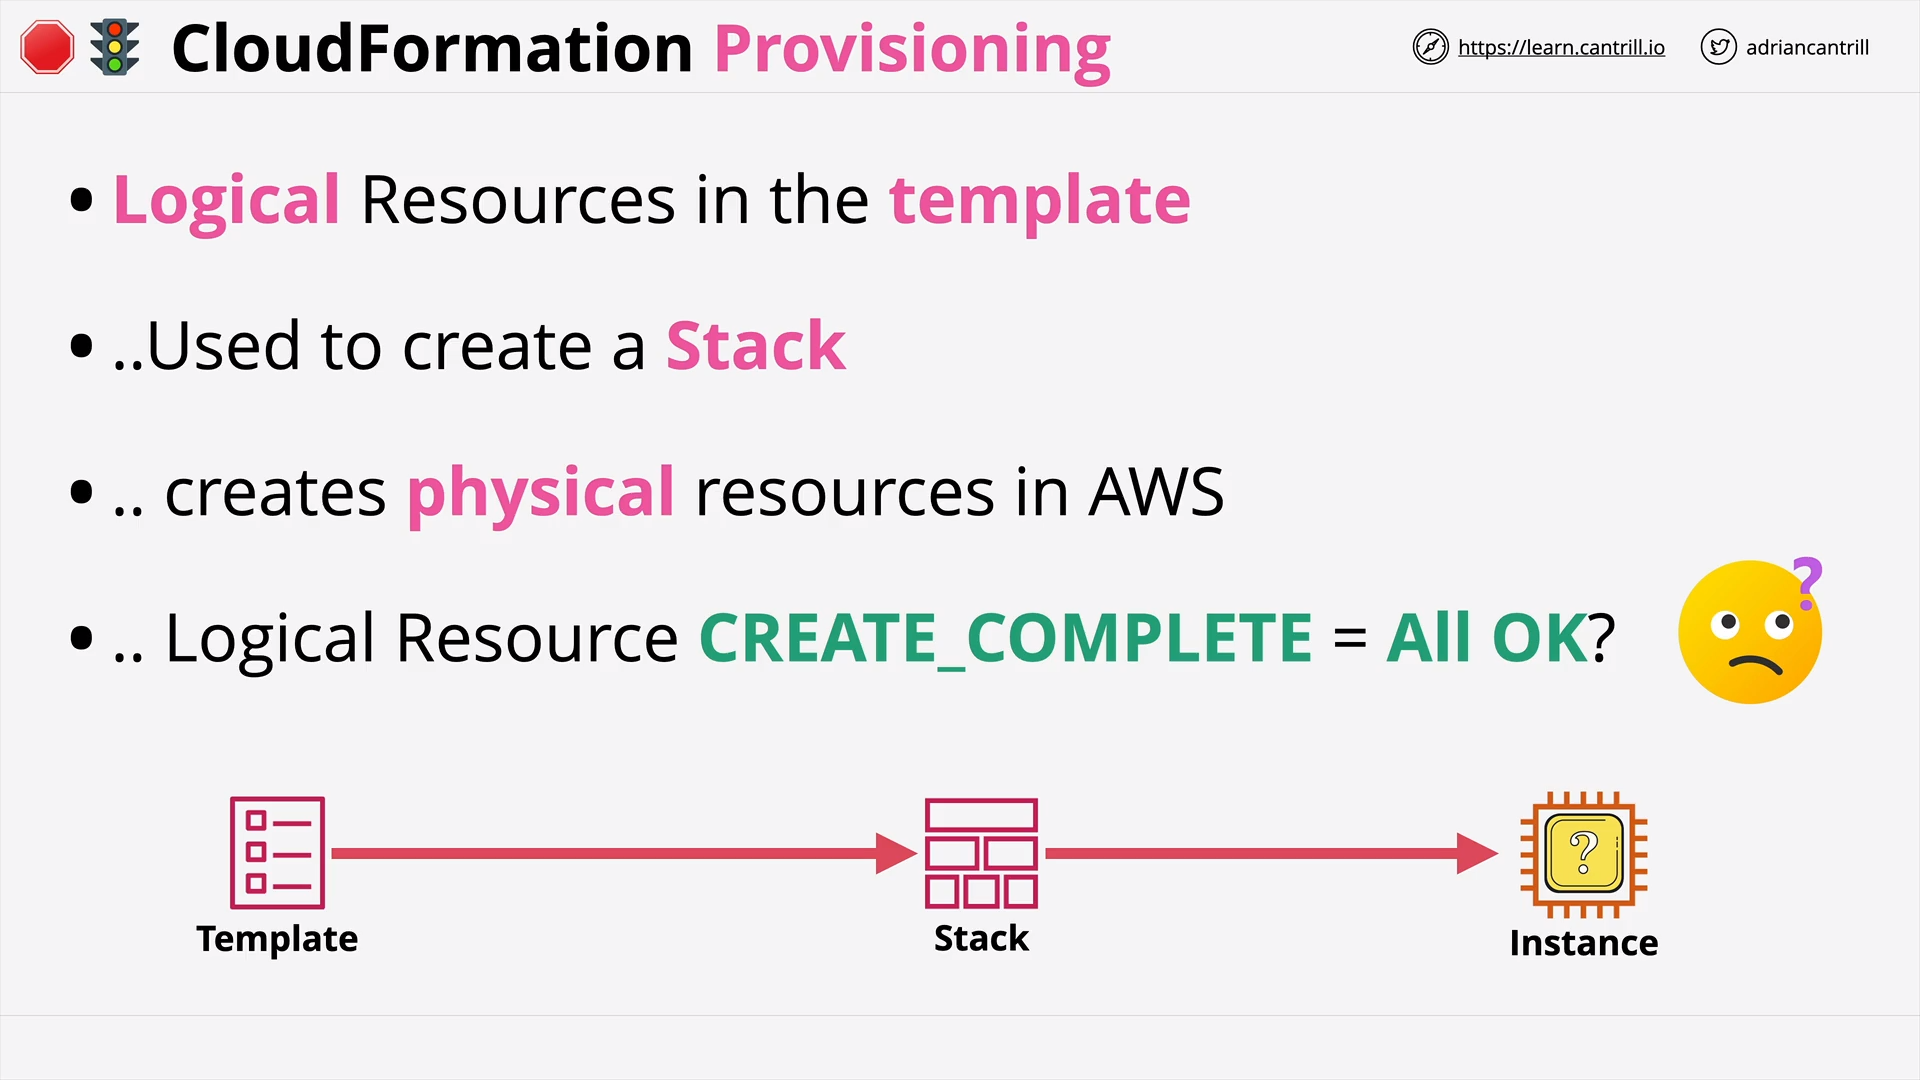 CloudFormation Provisioning
https://learn.cantrill.io
adriancantrill
• Logical Resources in the template
• ..Used to create a Stack
• .. creates physical resources in AWS
• .. Logical Resource CREATE_COMPLETE = All OK?
?
?
Template
Stack
Instance